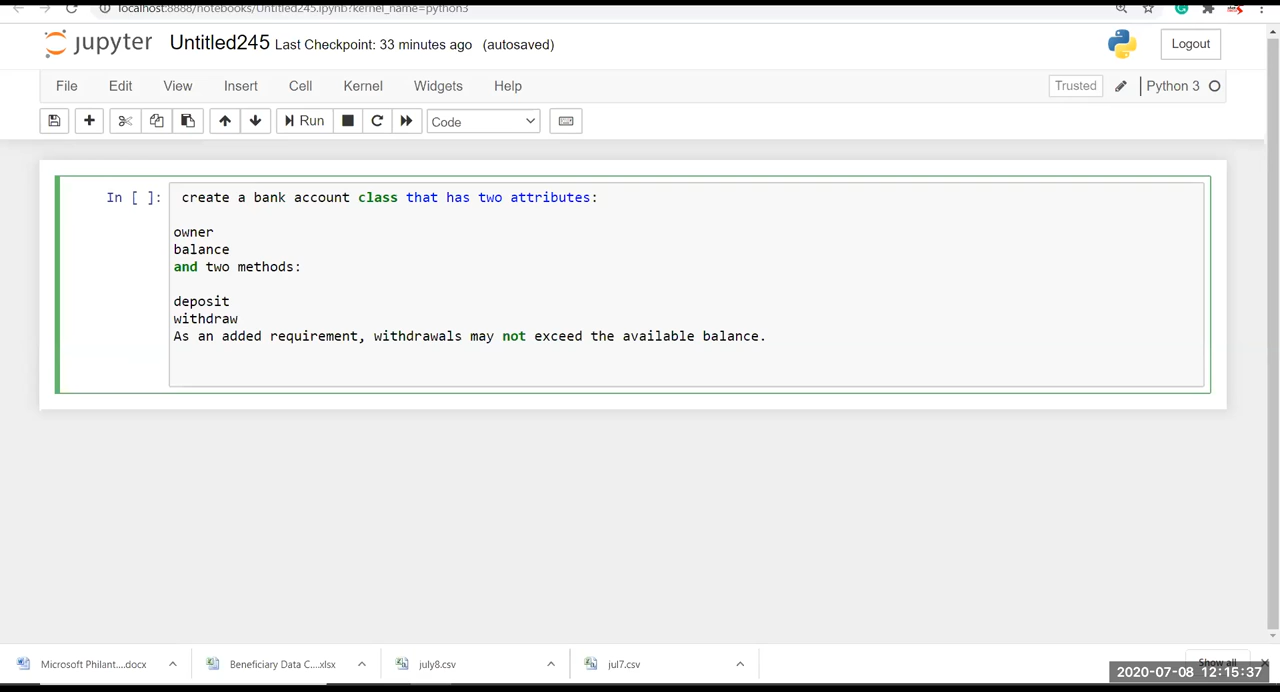 localhost:8888/notebooks/Untitled245.ipynb?kernel_name=python3
jupyter Untitled245 Last Checkpoint: 33 minutes ago (autosaved)
Logout
File Edit View Insert Cell Kernel Widgets Help
Trusted Python 3
Run Code
In [ ]: create a bank account class that has two attributes:
owner
balance
and two methods:
deposit
withdraw
As an added requirement, withdrawals may not exceed the available balance.
Microsoft Philant....docx Beneficiary Data C....xlsx july8.csv jul7.csv Show all
2020-07-08 12:15:37